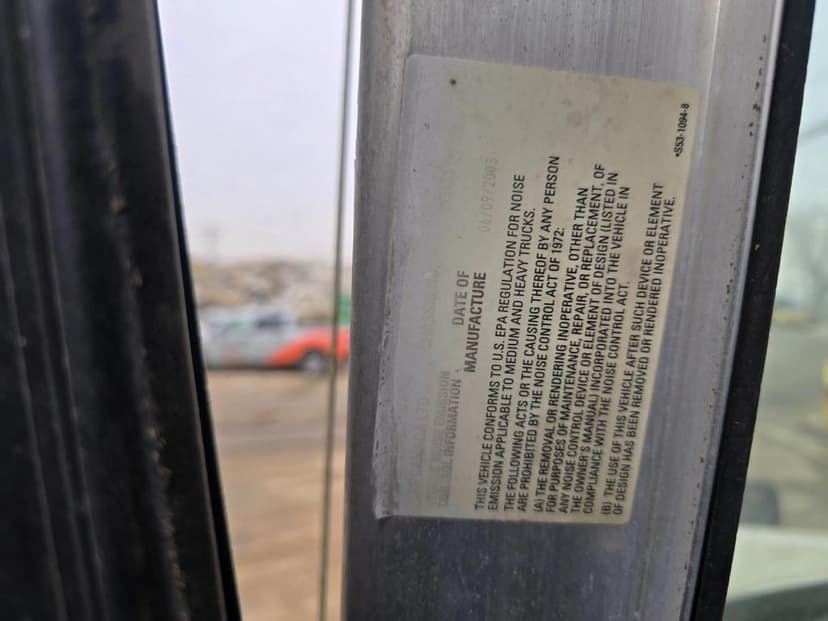 INFORMATION
DATE OF
MANUFACTURE
THIS VEHICLE CONFORMS TO U.S. EPA REGULATION FOR NOISE
EMISSION APPLICABLE TO MEDIUM AND HEAVY TRUCKS.
THE FOLLOWING ACTS OR THE CAUSING THEREOF BY ANY PERSON
ARE PROHIBITED BY THE NOISE CONTROL ACT OF 1972:
(A) THE REMOVAL OR RENDERING INOPERATIVE, OTHER THAN
FOR PURPOSES OF MAINTENANCE, REPAIR, OR REPLACEMENT, OF
ANY NOISE CONTROL DEVICE OR ELEMENT OF DESIGN (LISTED IN
THE OWNER'S MANUAL) INCORPORATED INTO THE VEHICLE IN
COMPLIANCE WITH THE NOISE CONTROL ACT.
(B) THE USE OF THIS VEHICLE AFTER SUCH DEVICE OR ELEMENT
OF DESIGN HAS BEEN REMOVED OR RENDERED INOPERATIVE.
*S53-1094-8